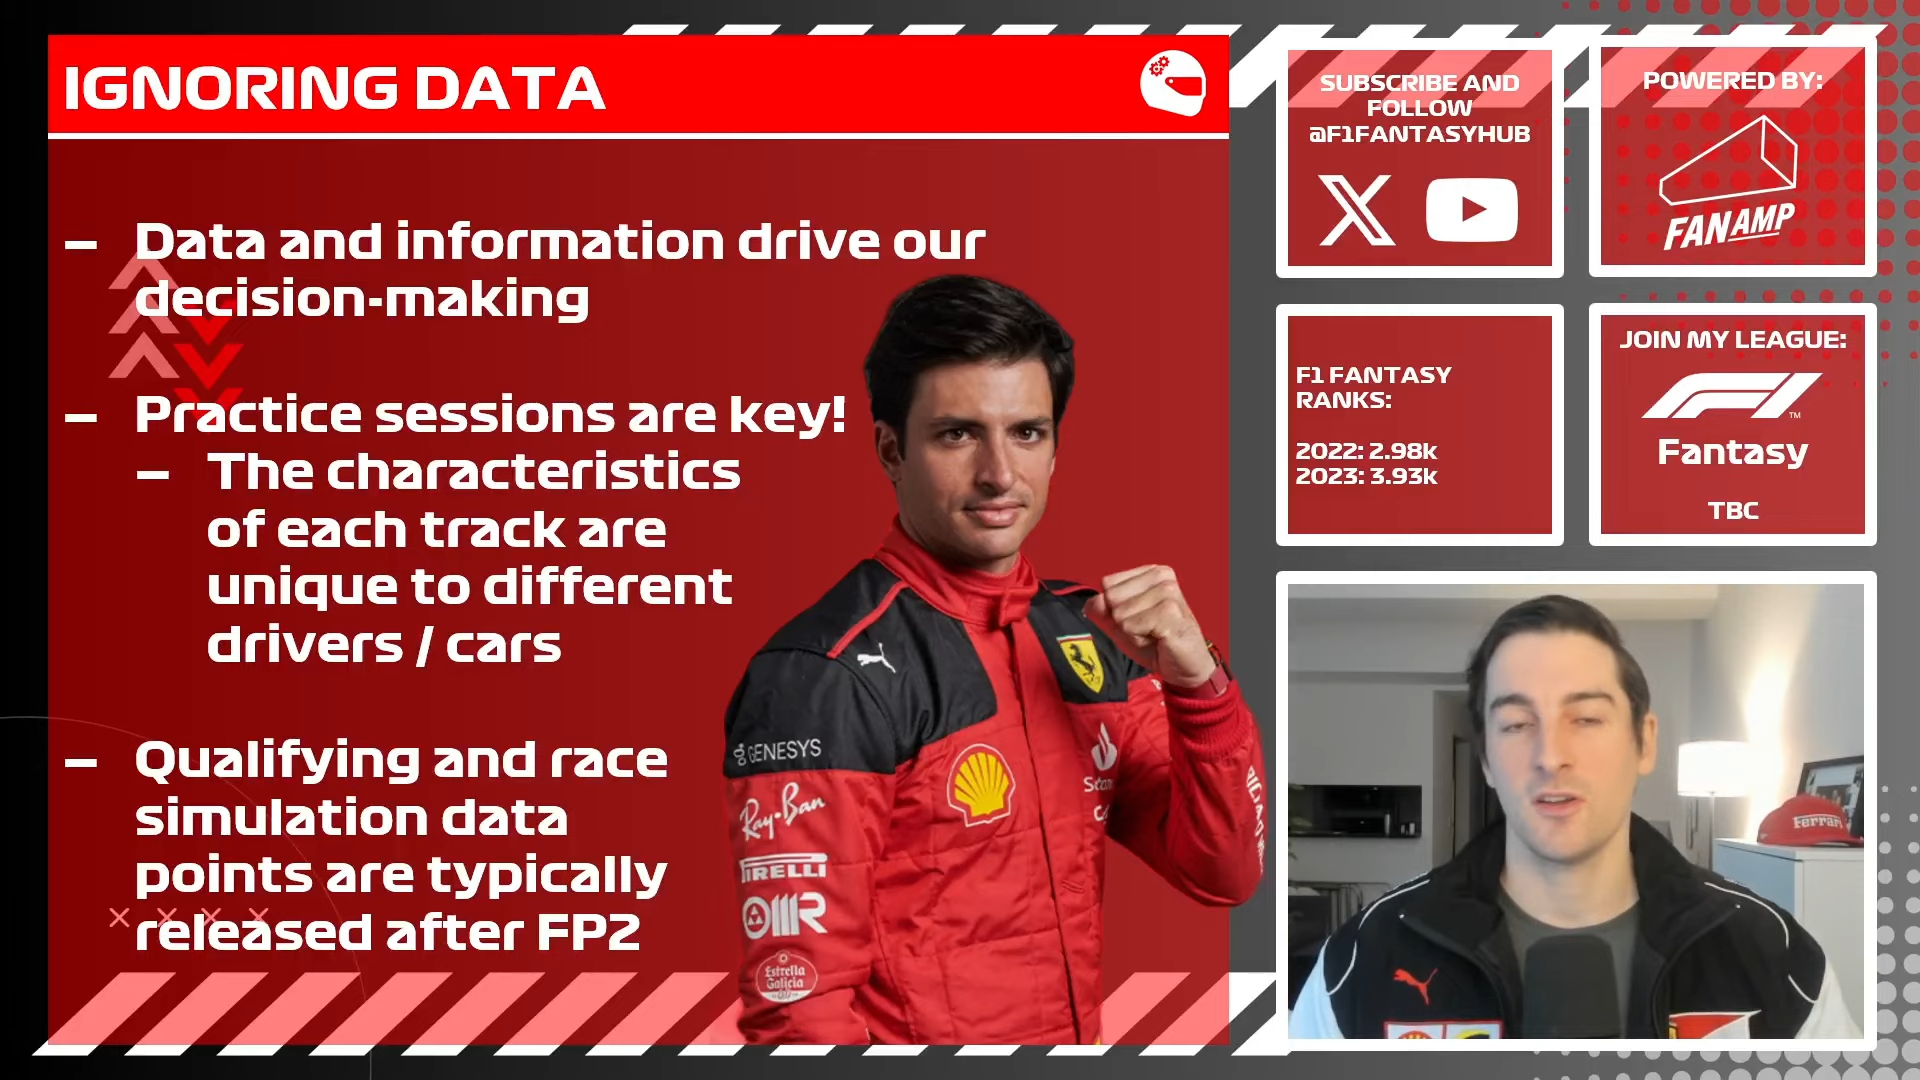 IGNORING DATA
– Data and information drive our
decision-making
– Practice sessions are key!
– The characteristics
of each track are
unique to different
drivers / cars
– Qualifying and race
simulation data
points are typically
released after FP2
GENESYS
Ray-Ban
PIRELLI
OMR
Estrella
Galicia
SUBSCRIBE AND
FOLLOW
@F1FANTASYHUB
POWERED BY:
FANAMP
F1 FANTASY
RANKS:
2022: 2.98k
2023: 3.93k
JOIN MY LEAGUE:
F1 TM
Fantasy
TBC
Ferrari